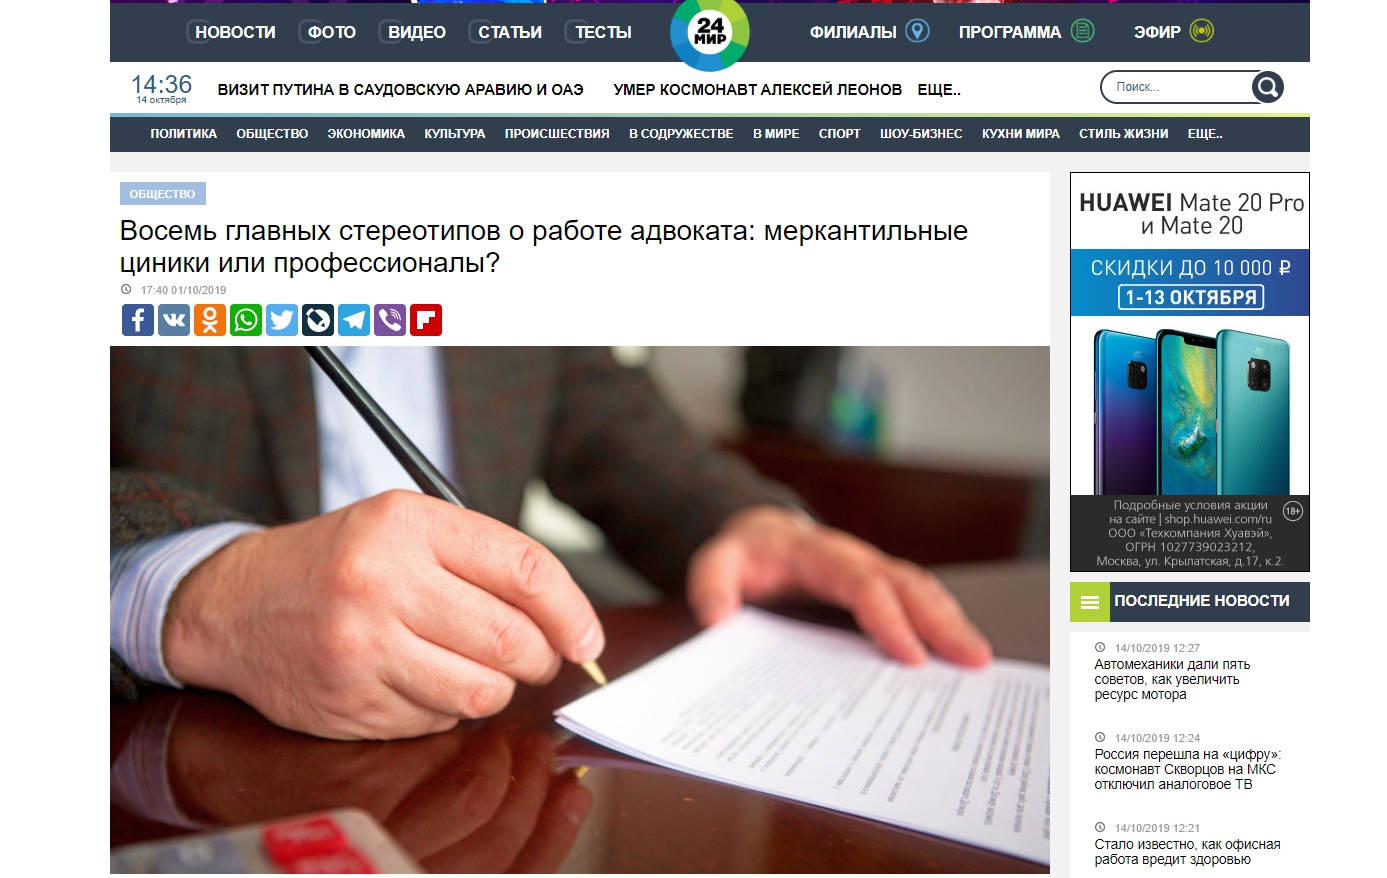 НОВОСТИ ФОТО ВИДЕО СТАТЬИ ТЕСТЫ
24
МИР
ФИЛИАЛЫ ПРОГРАММА ЭФИР
14:36
14 октября
ВИЗИТ ПУТИНА В САУДОВСКУЮ АРАВИЮ И ОАЭ УМЕР КОСМОНАВТ АЛЕКСЕЙ ЛЕОНОВ ЕЩЕ..
Поиск...
ПОЛИТИКА ОБЩЕСТВО ЭКОНОМИКА КУЛЬТУРА ПРОИСШЕСТВИЯ В СОДРУЖЕСТВЕ В МИРЕ СПОРТ ШОУ-БИЗНЕС КУХНИ МИРА СТИЛЬ ЖИЗНИ ЕЩЕ..
ОБЩЕСТВО
Восемь главных стереотипов о работе адвоката: меркантильные
циники или профессионалы?
17:40 01/10/2019
HUAWEI Mate 20 Pro
и Mate 20
СКИДКИ ДО 10 000 ₽
1-13 ОКТЯБРЯ
Подробные условия акции
на сайте | shop.huawei.com/ru
ООО «Техкомпания Хуавэй»,
ОГРН 1027739023212,
Москва, ул. Крылатская, д.17, к.2.
18+
ПОСЛЕДНИЕ НОВОСТИ
14/10/2019 12:27
Автомеханики дали пять
советов, как увеличить
ресурс мотора
14/10/2019 12:24
Россия перешла на «цифру»:
космонавт Скворцов на МКС
отключил аналоговое ТВ
14/10/2019 12:21
Стало известно, как офисная
работа вредит здоровью